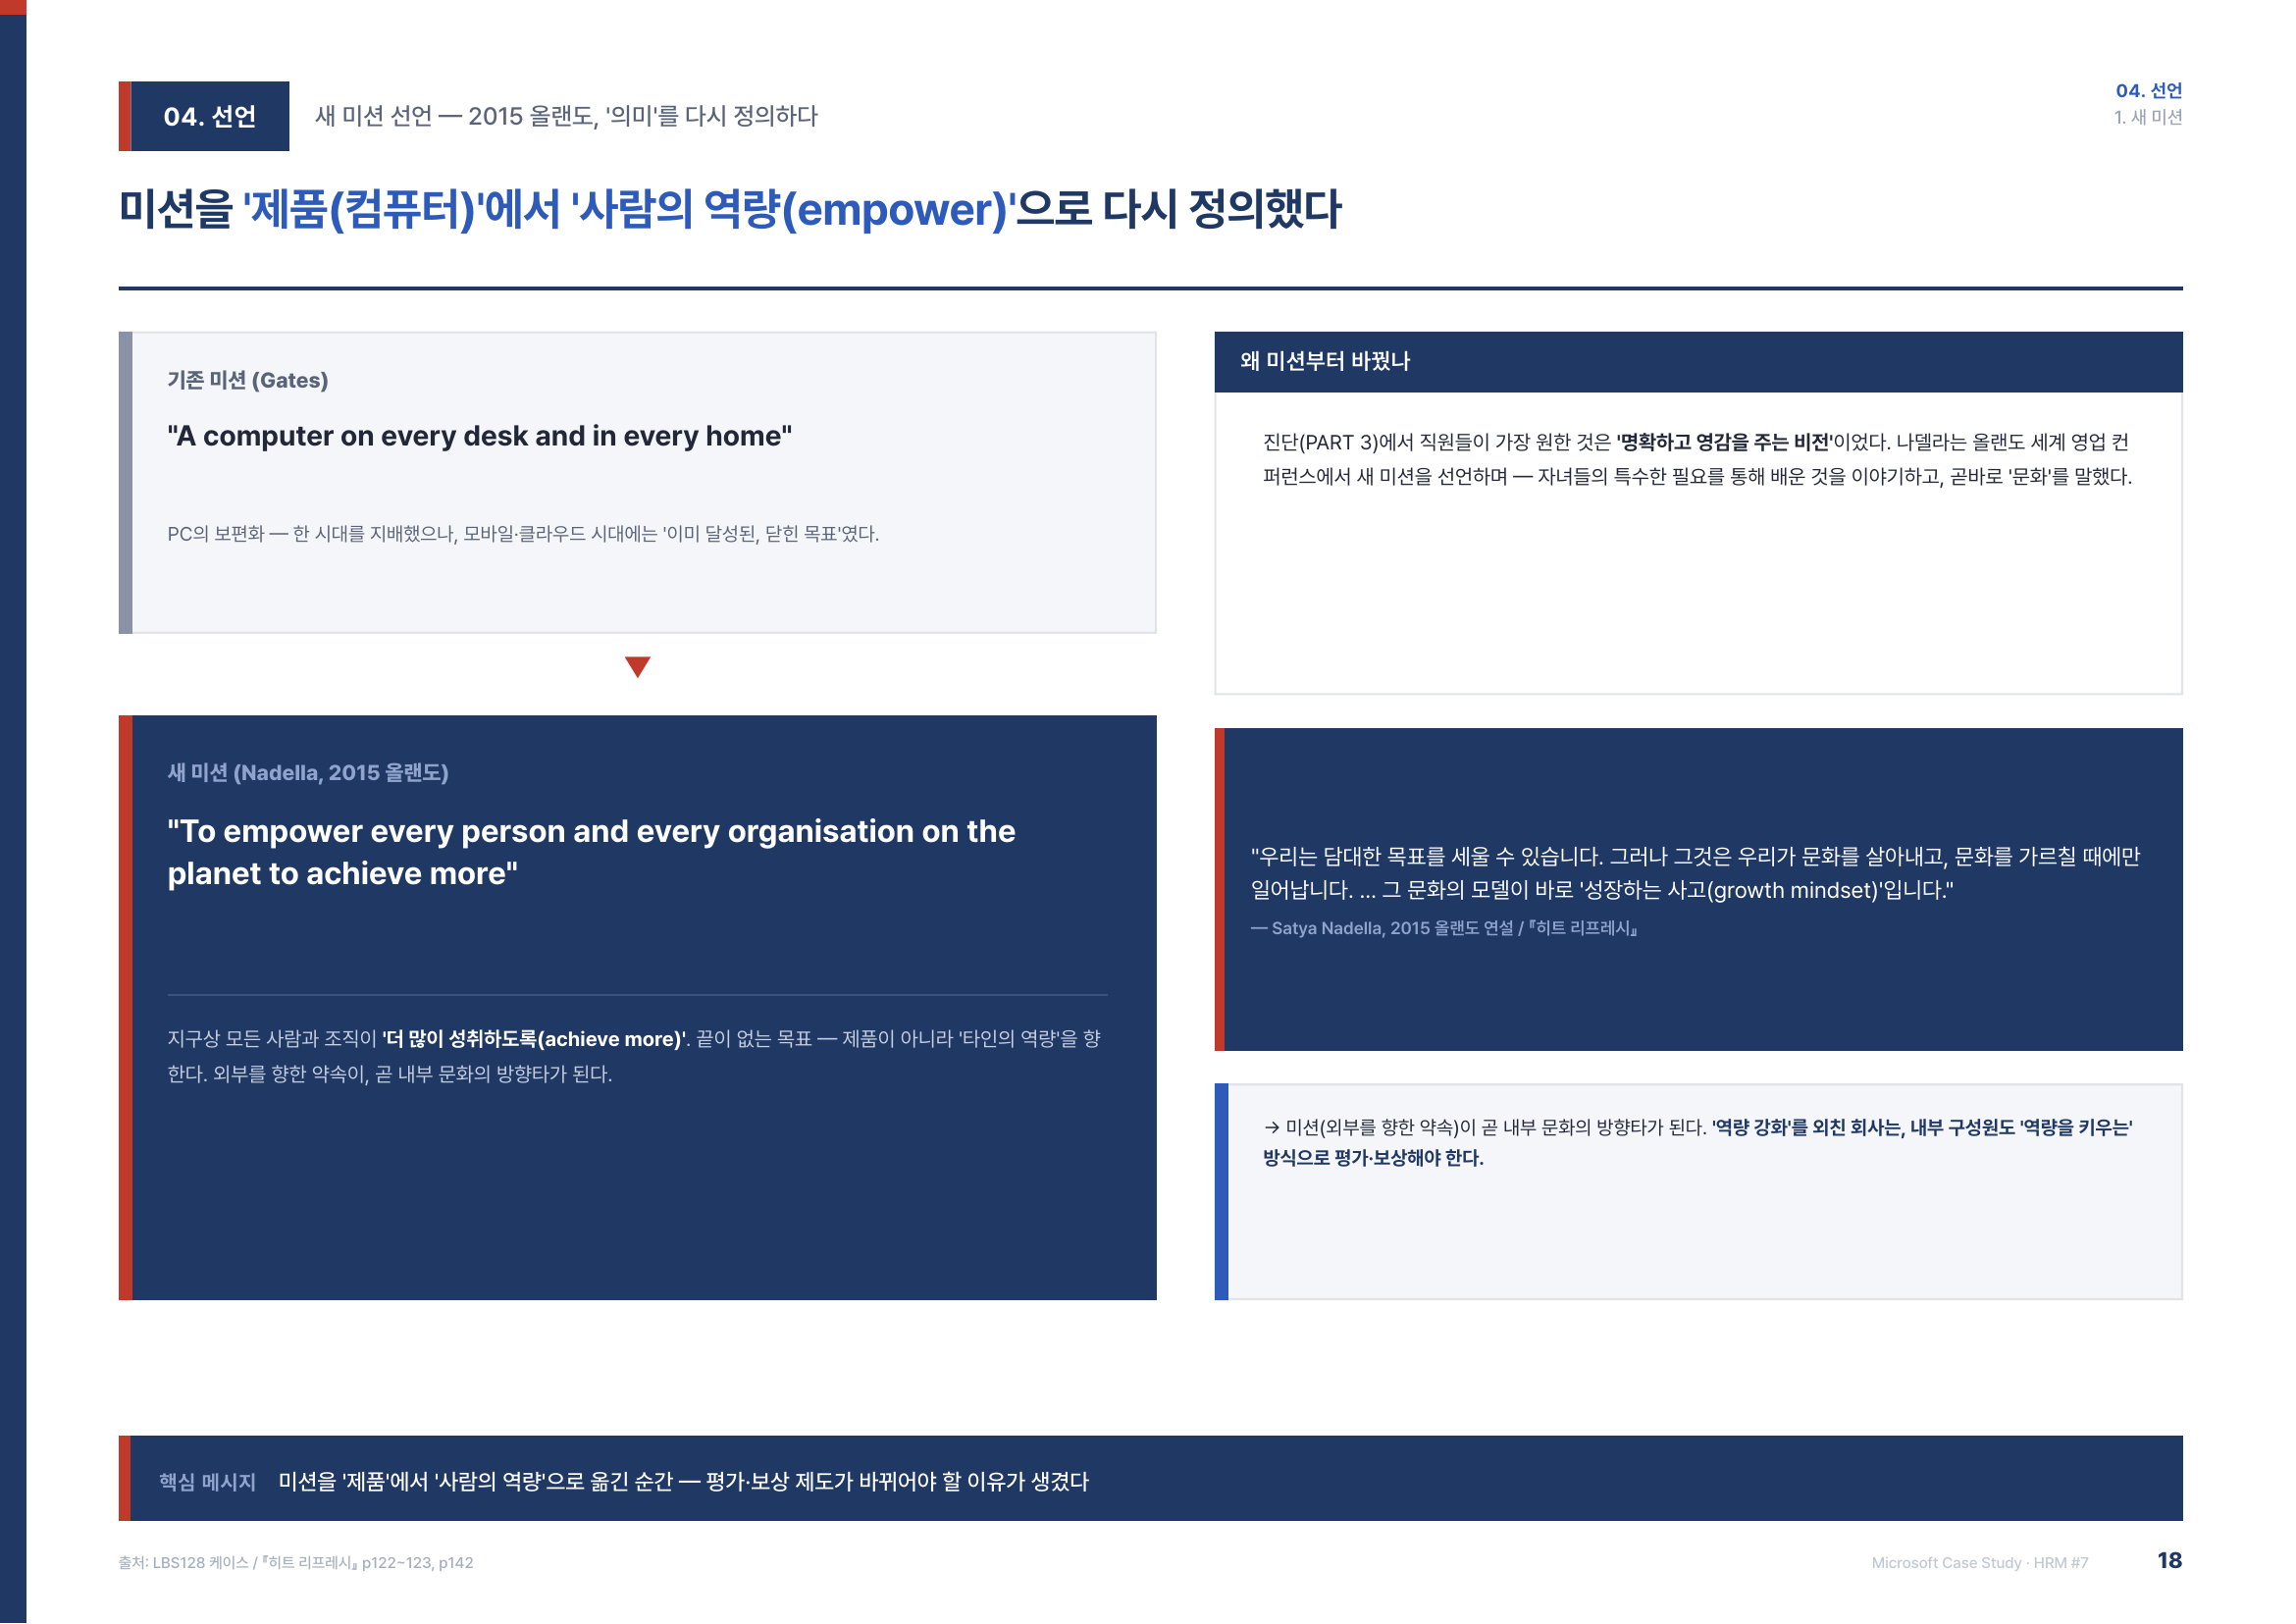 04. 선언
새 미션 선언 — 2015 올랜도, '의미'를 다시 정의하다
04. 선언
1. 새 미션
미션을 '제품(컴퓨터)'에서 '사람의 역량(empower)'으로 다시 정의했다
기존 미션 (Gates)
"A computer on every desk and in every home"
PC의 보편화 — 한 시대를 지배했으나, 모바일·클라우드 시대에는 '이미 달성된, 닫힌 목표'였다.
새 미션 (Nadella, 2015 올랜도)
"To empower every person and every organisation on the
planet to achieve more"
지구상 모든 사람과 조직이 '더 많이 성취하도록(achieve more)'. 끝이 없는 목표 — 제품이 아니라 '타인의 역량'을 향
한다. 외부를 향한 약속이, 곧 내부 문화의 방향타가 된다.
왜 미션부터 바꿨나
진단(PART 3)에서 직원들이 가장 원한 것은 '명확하고 영감을 주는 비전'이었다. 나델라는 올랜도 세계 영업 컨
퍼런스에서 새 미션을 선언하며 — 자녀들의 특수한 필요를 통해 배운 것을 이야기하고, 곧바로 '문화'를 말했다.
"우리는 담대한 목표를 세울 수 있습니다. 그러나 그것은 우리가 문화를 살아내고, 문화를 가르칠 때에만
일어납니다. … 그 문화의 모델이 바로 '성장하는 사고(growth mindset)'입니다."
— Satya Nadella, 2015 올랜도 연설 / 『히트 리프레시』
→ 미션(외부를 향한 약속)이 곧 내부 문화의 방향타가 된다. '역량 강화'를 외친 회사는, 내부 구성원도 '역량을 키우는'
방식으로 평가·보상해야 한다.
핵심 메시지 미션을 '제품'에서 '사람의 역량'으로 옮긴 순간 — 평가·보상 제도가 바뀌어야 할 이유가 생겼다
출처: LBS128 케이스 / 『히트 리프레시』 p122~123, p142
Microsoft Case Study · HRM #7
18